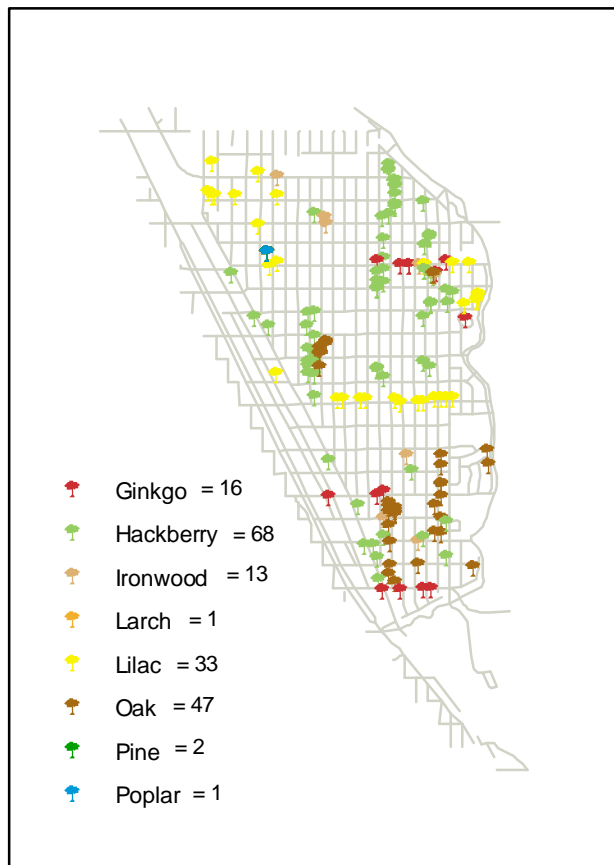 Ginkgo = 16
Hackberry = 68
Ironwood = 13
Larch = 1
Lilac = 33
Oak = 47
Pine = 2
Poplar = 1